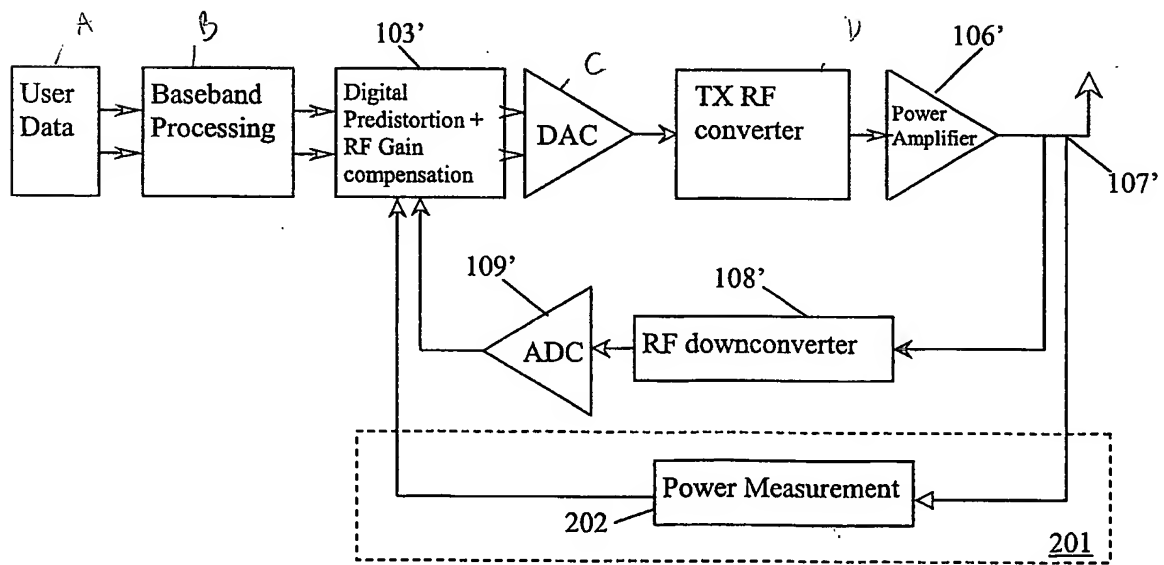 A
B
103’
C
D
106’
User
Data
Baseband
Processing
Digital
Predistortion +
RF Gain
compensation
DAC
TX RF
converter
Power
Amplifier
107’
109’
108’
ADC
RF downconverter
Power Measurement
202
201